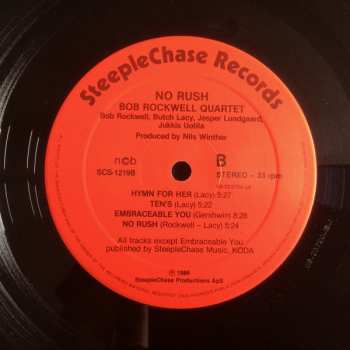 SteepleChase Records
NO RUSH
BOB ROCKWELL QUARTET
Bob Rockwell, Butch Lacy, Jesper Lundgaard,
Jukkis Uotila
Produced by Nils Winther
n©b
B
SCS-1219B
STEREO – 33 rpm
HYMN FOR HER (Lacy) 5:27
TEN'S (Lacy) 5:22
EMBRACEABLE YOU (Gershwin) 8:28
NO RUSH (Rockwell – Lacy) 5:24
All tracks except Embraceable You
published by SteepleChase Music, KODA
SteepleChase Productions ApS